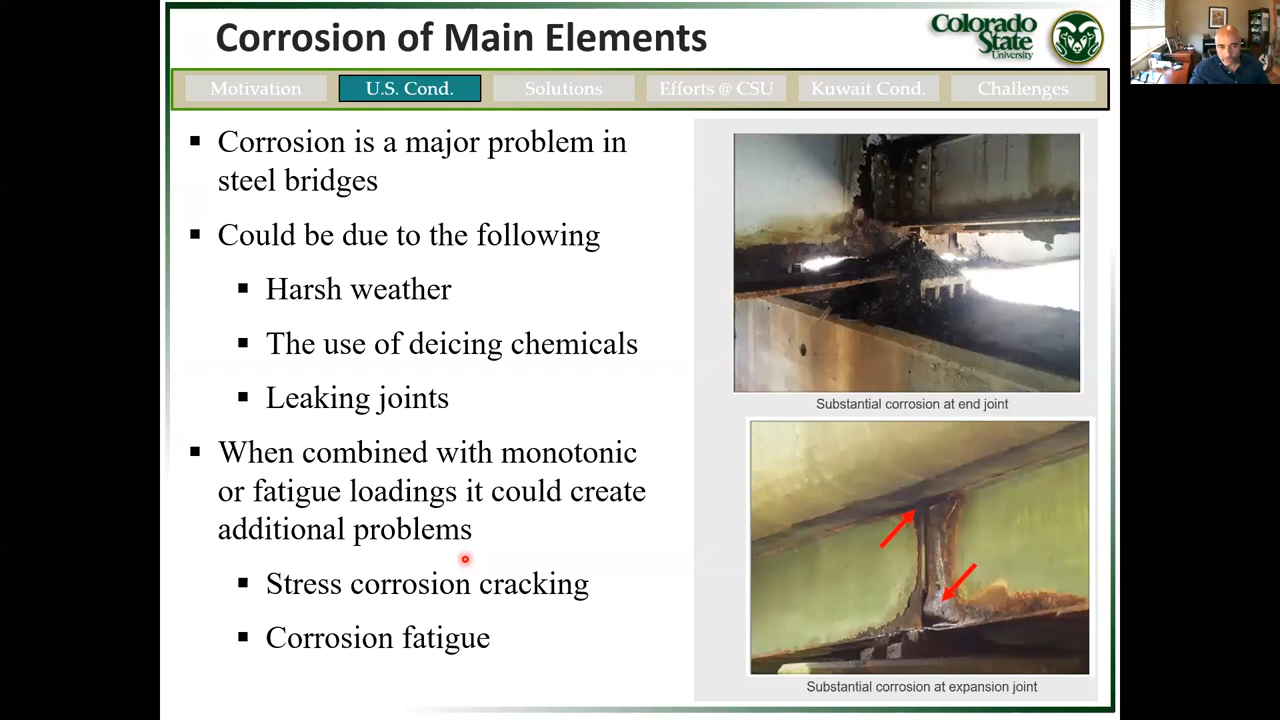 Corrosion of Main Elements
Colorado
State
University
Motivation
U.S. Cond.
Solutions
Efforts @ CSU
Kuwait Cond.
Challenges
Corrosion is a major problem in
steel bridges
Could be due to the following
Harsh weather
The use of deicing chemicals
Leaking joints
When combined with monotonic
or fatigue loadings it could create
additional problems
Stress corrosion cracking
Corrosion fatigue
Substantial corrosion at end joint
Substantial corrosion at expansion joint